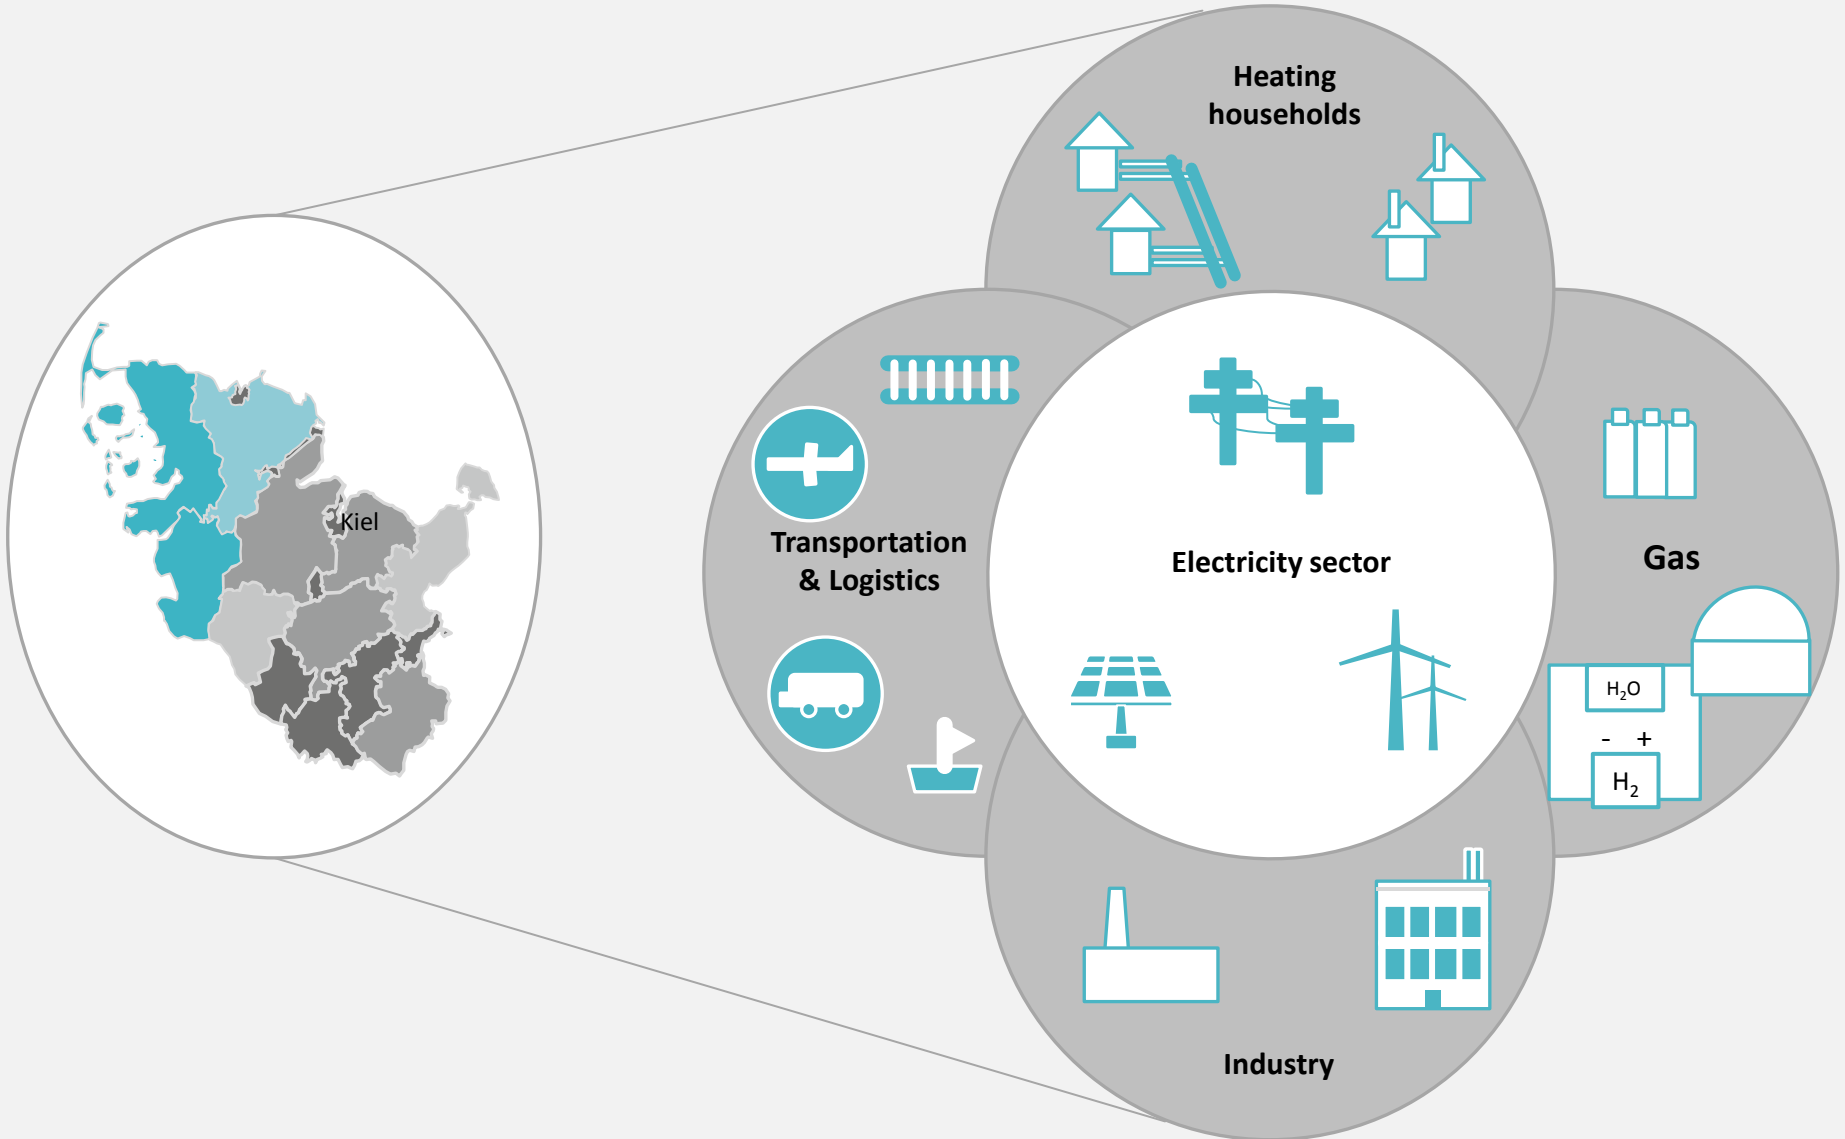 Heating
households
Kiel
Transportation
& Logistics
Electricity sector
Gas
H₂O
- +
H₂
Industry